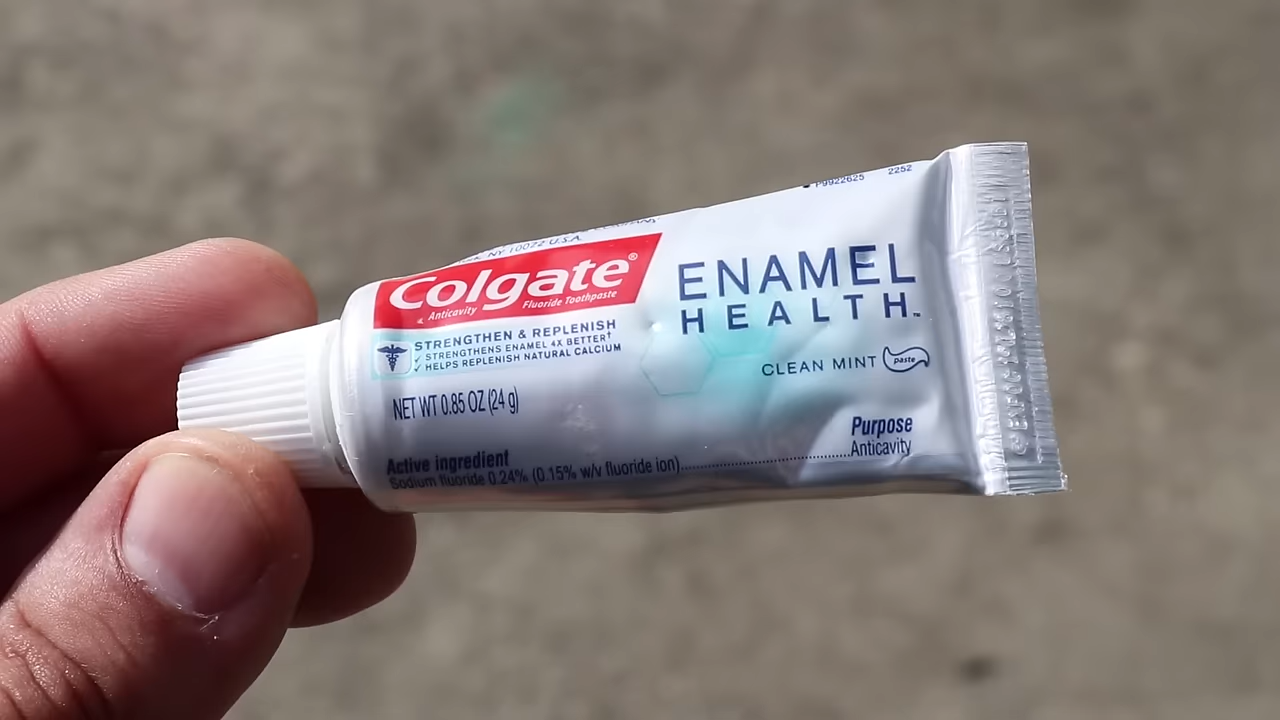 P9922625 2252
NY 10022 U.S.A.
Colgate®
Anticavity Fluoride Toothpaste
STRENGTHEN & REPLENISH
✓ STRENGTHENS ENAMEL 4X BETTER†
✓ HELPS REPLENISH NATURAL CALCIUM
ENAMEL
HEALTH™
CLEAN MINT paste
NET WT 0.85 OZ (24 g)
Purpose
Anticavity
Active ingredient
Sodium fluoride 0.24% (0.15% w/v fluoride ion)